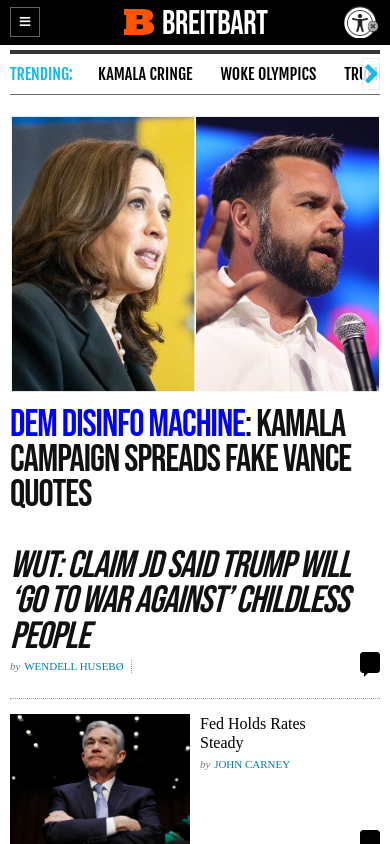 B BREITBART
TRENDING: KAMALA CRINGE WOKE OLYMPICS
DEM DISINFO MACHINE: KAMALA
CAMPAIGN SPREADS FAKE VANCE
QUOTES
WUT: CLAIM JD SAID TRUMP WILL
‘GO TO WAR AGAINST’ CHILDLESS
PEOPLE
by WENDELL HUSEBØ
Fed Holds Rates
Steady
by JOHN CARNEY